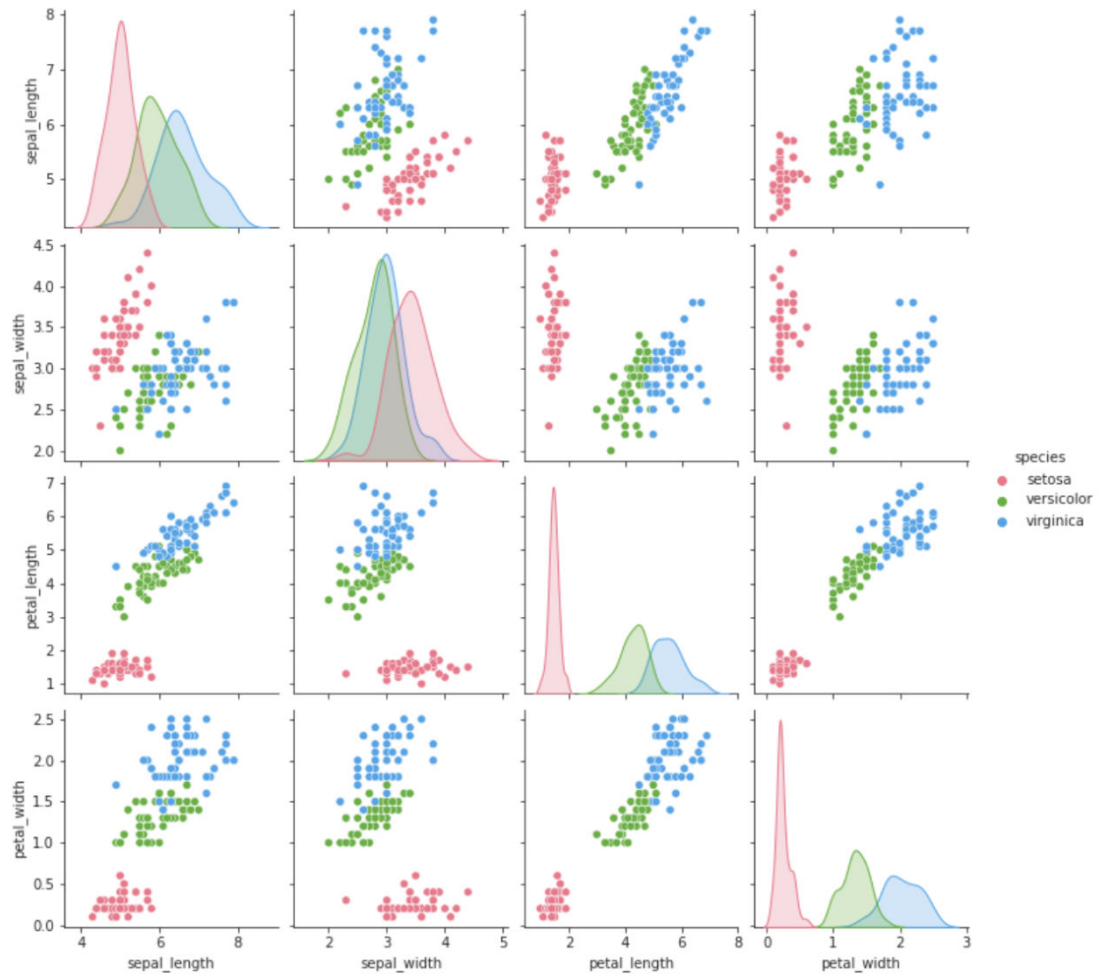 8
7
6
5
sepal_length
4.5
4.0
3.5
3.0
2.5
2.0
sepal_width
species
setosa
versicolor
virginica
7
6
5
4
3
2
1
petal_length
2.5
2.0
1.5
1.0
0.5
0.0
petal_width
4 6 8 2 3 4 5 2 4 6 8 0 1 2 3
sepal_length sepal_width petal_length petal_width